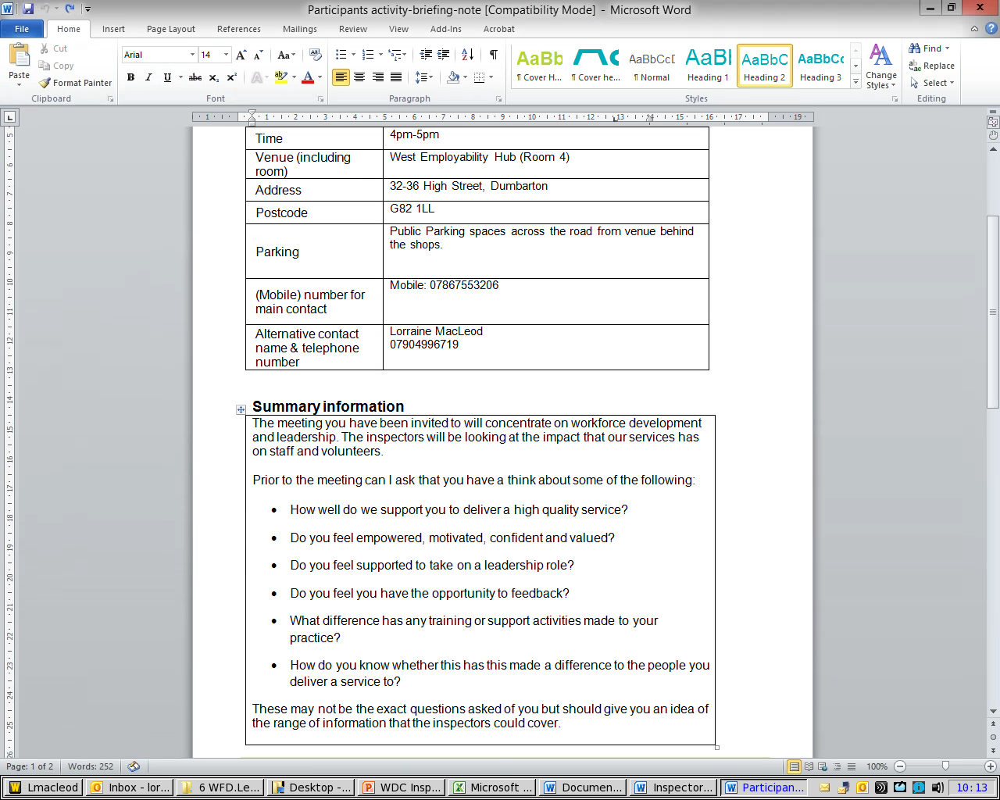 Participants activity-briefing-note [Compatibility Mode] - Microsoft Word
File Home Insert Page Layout References Mailings Review View Add-Ins Acrobat
Paste
Cut
Copy
Format Painter
Clipboard
Arial 14
Font
Paragraph
AaBb AaBbCcD AaBl AaBbC AaBbCc
¶ Cover H... ¶ Cover he... ¶ Normal Heading 1 Heading 2 Heading 3
Change Styles
Styles
Find
Replace
Select
Editing
Time 4pm-5pm
Venue (including room) West Employability Hub (Room 4)
Address 32-36 High Street, Dumbarton
Postcode G82 1LL
Parking Public Parking spaces across the road from venue behind
the shops.
(Mobile) number for main contact Mobile: 07867553206
Alternative contact name & telephone number Lorraine MacLeod
07904996719
Summary information
The meeting you have been invited to will concentrate on workforce development
and leadership. The inspectors will be looking at the impact that our services has
on staff and volunteers.
Prior to the meeting can I ask that you have a think about some of the following:
• How well do we support you to deliver a high quality service?
• Do you feel empowered, motivated, confident and valued?
• Do you feel supported to take on a leadership role?
• Do you feel you have the opportunity to feedback?
• What difference has any training or support activities made to your
practice?
• How do you know whether this has this made a difference to the people you
deliver a service to?
These may not be the exact questions asked of you but should give you an idea of
the range of information that the inspectors could cover.
Page: 1 of 2 Words: 252 100%
Lmacleod Inbox - lor... 6 WFD.Le... Desktop -... WDC Insp... Microsoft ... Documen... Inspector... Participan... 10:13